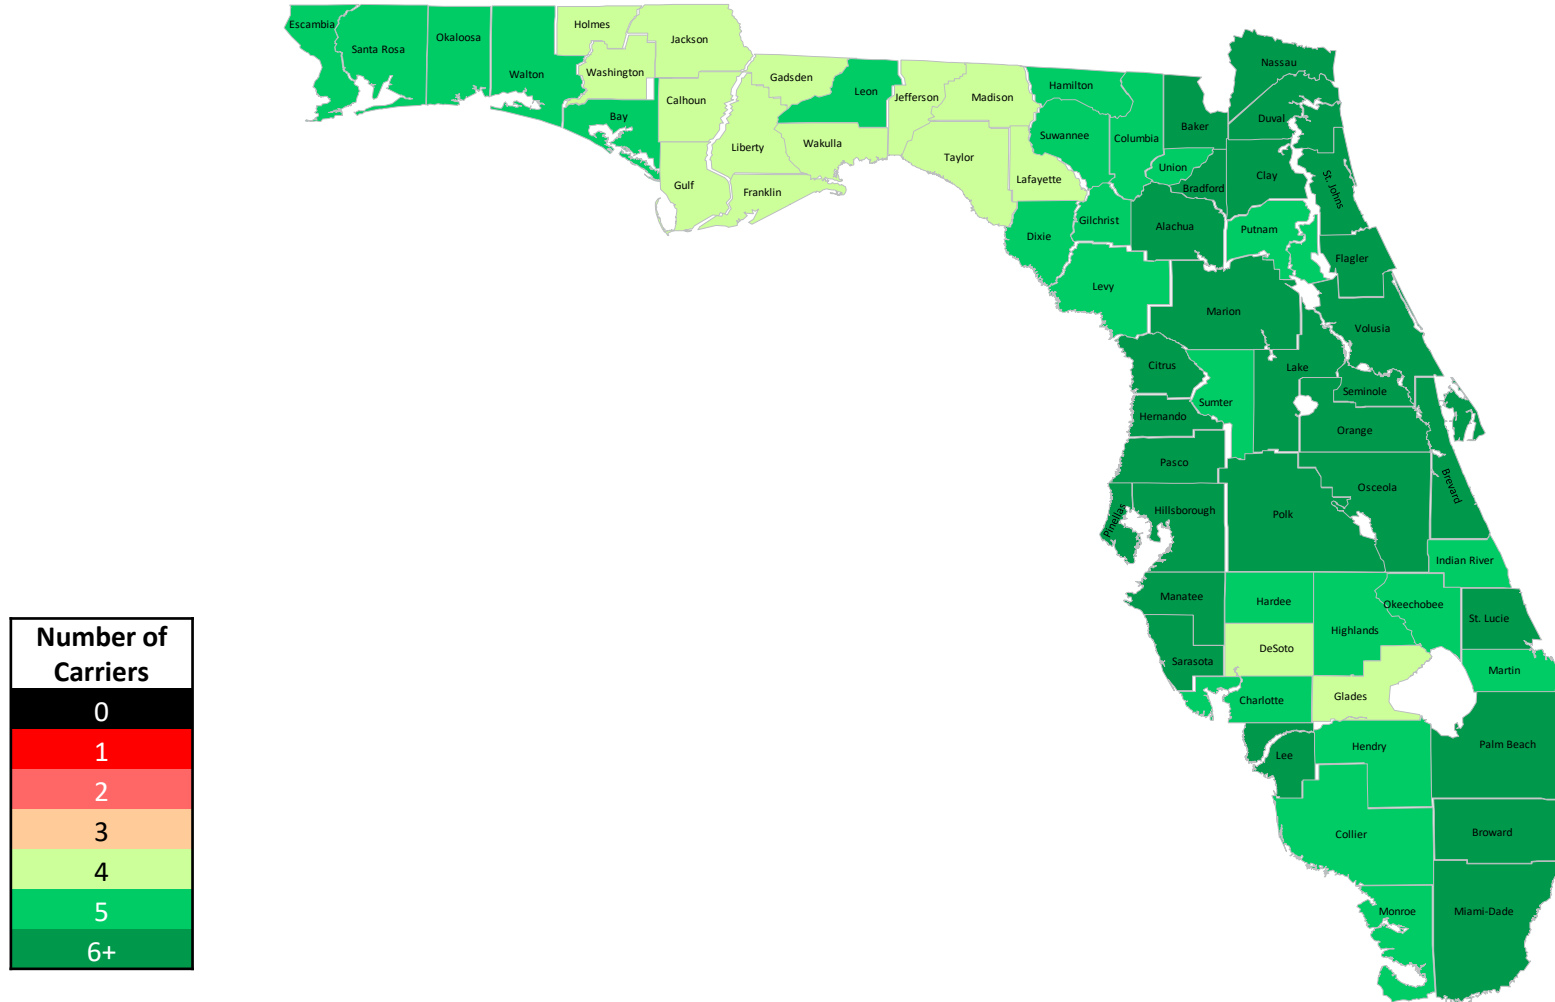 Escambia
Santa Rosa
Okaloosa
Walton
Holmes
Jackson
Washington
Bay
Calhoun
Gulf
Liberty
Franklin
Gadsden
Leon
Wakulla
Jefferson
Madison
Taylor
Lafayette
Hamilton
Suwannee
Columbia
Baker
Nassau
Duval
Union
Bradford
Clay
St. Johns
Dixie
Gilchrist
Alachua
Putnam
Flagler
Levy
Marion
Volusia
Citrus
Sumter
Lake
Seminole
Hernando
Orange
Pasco
Brevard
Osceola
Pinellas
Hillsborough
Polk
Indian River
Manatee
Hardee
Okeechobee
St. Lucie
Highlands
DeSoto
Sarasota
Martin
Charlotte
Glades
Lee
Hendry
Palm Beach
Collier
Broward
Monroe
Miami-Dade
Number of
Carriers
0
1
2
3
4
5
6+